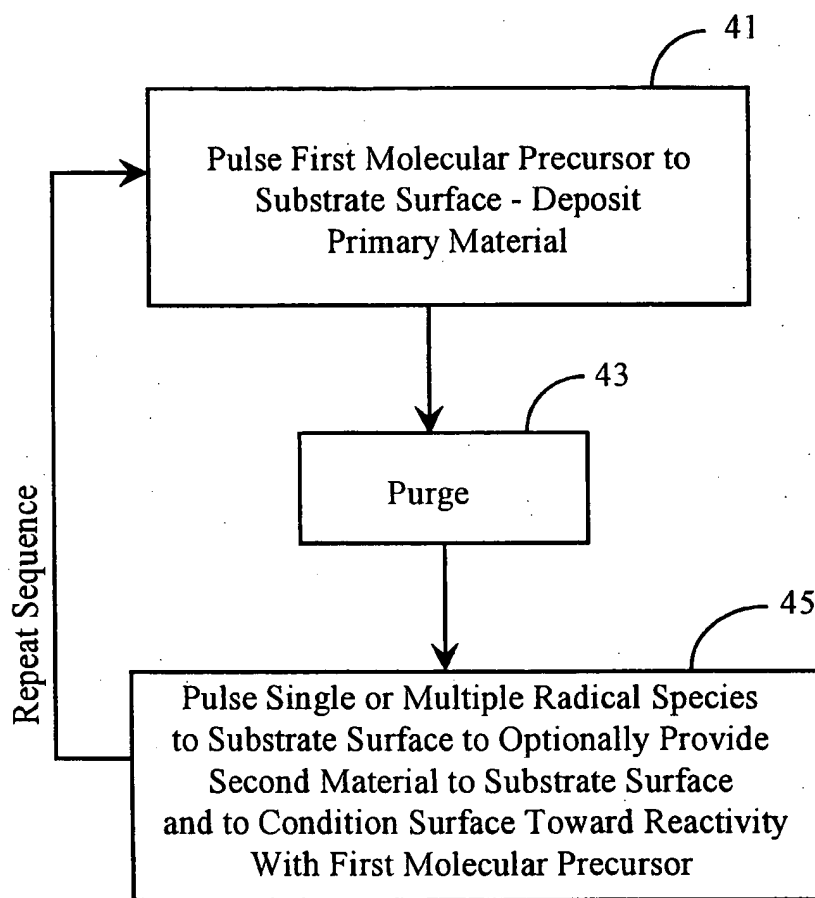 41
Pulse First Molecular Precursor to
Substrate Surface - Deposit
Primary Material
43
Purge
Repeat Sequence
45
Pulse Single or Multiple Radical Species
to Substrate Surface to Optionally Provide
Second Material to Substrate Surface
and to Condition Surface Toward Reactivity
With First Molecular Precursor